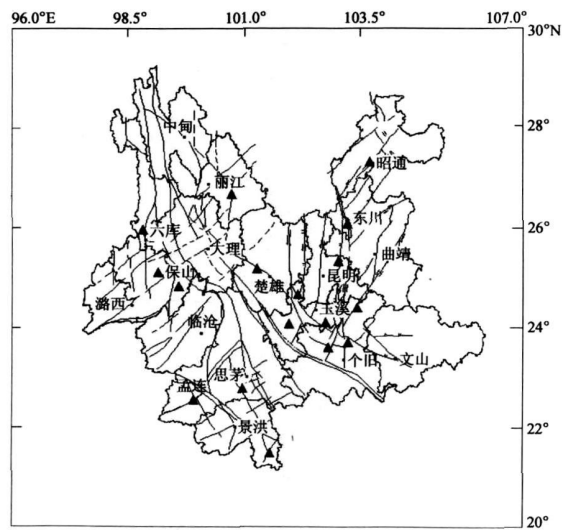 96.0°E 98.5° 101.0° 103.5° 107.0°
30°N
中甸
28°
昭通
丽江
东川
26°
六库
大理
曲靖
保山
昆明
楚雄
潞西
玉溪
临沧
24°
个旧
文山
思茅
孟连
景洪
22°
20°